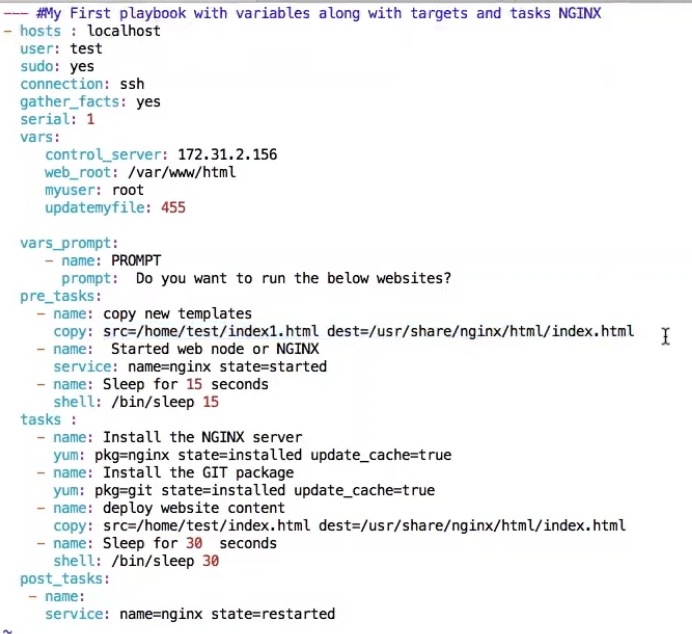 --- #My First playbook with variables along with targets and tasks NGINX
- hosts : localhost
  user: test
  sudo: yes
  connection: ssh
  gather_facts: yes
  serial: 1
  vars:
     control_server: 172.31.2.156
     web_root: /var/www/html
     myuser: root
     updatemyfile: 455

  vars_prompt:
     - name: PROMPT
       prompt:  Do you want to run the below websites?
  pre_tasks:
    - name: copy new templates
      copy: src=/home/test/index1.html dest=/usr/share/nginx/html/index.html
    - name:  Started web node or NGINX
      service: name=nginx state=started
    - name: Sleep for 15 seconds
      shell: /bin/sleep 15
  tasks :
    - name: Install the NGINX server
      yum: pkg=nginx state=installed update_cache=true
    - name: Install the GIT package
      yum: pkg=git state=installed update_cache=true
    - name: deploy website content
      copy: src=/home/test/index.html dest=/usr/share/nginx/html/index.html
    - name: Sleep for 30  seconds
      shell: /bin/sleep 30
  post_tasks:
   - name:
     service: name=nginx state=restarted
~